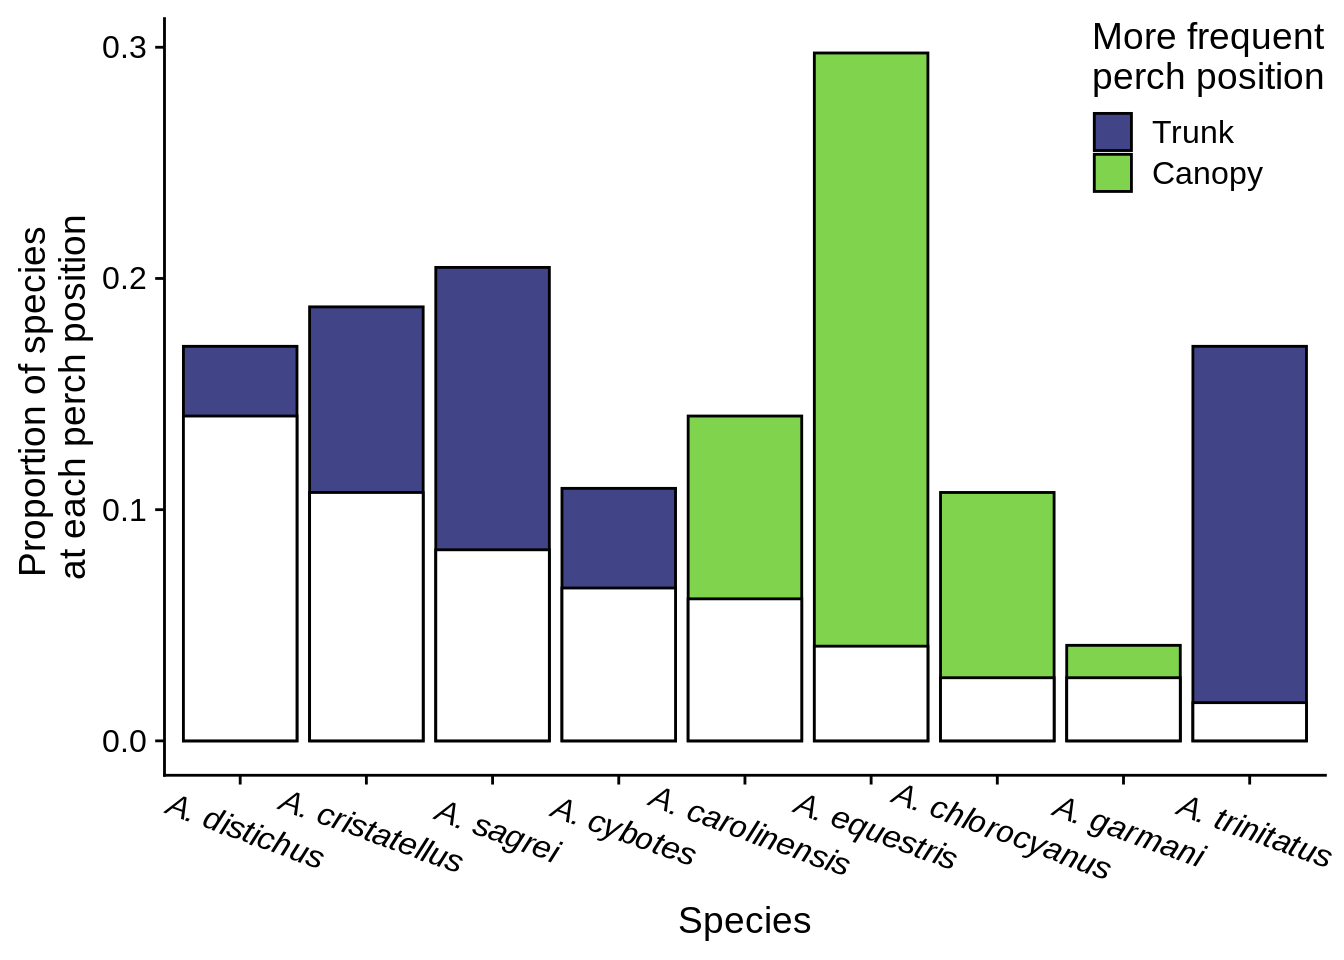 More frequent
perch position
Trunk
Canopy
Proportion of species
at each perch position
0.3
0.2
0.1
0.0
A. distichus
A. cristatellus
A. sagrei
A. cybotes
A. carolinensis
A. equestris
A. chlorocyanus
A. garmani
A. trinitatus
Species